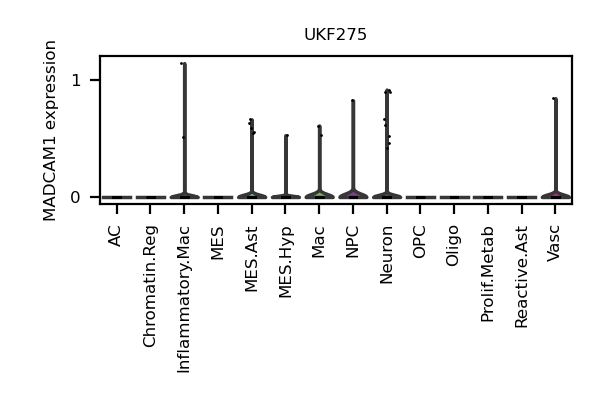 UKF275
MADCAM1 expression
1
0
AC
Chromatin.Reg
Inflammatory.Mac
MES
MES.Ast
MES.Hyp
Mac
NPC
Neuron
OPC
Oligo
Prolif.Metab
Reactive.Ast
Vasc